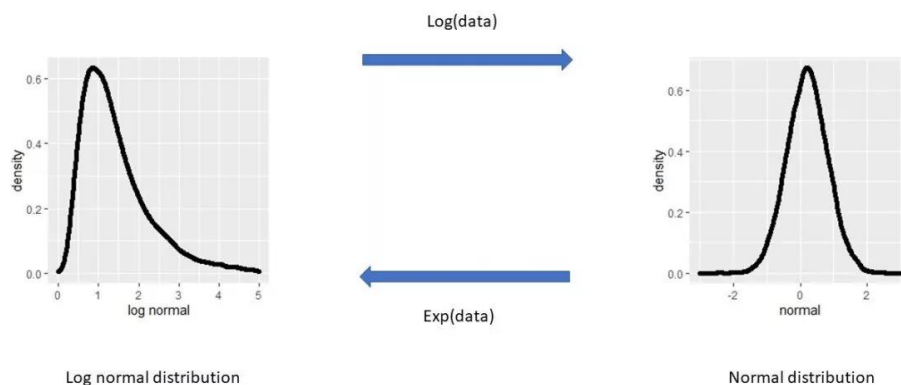 Log(data)
0.6
0.4
0.2
0.0
density
0
1
2
3
4
5
log normal
0.6
0.4
0.2
0.0
density
-2
0
2
normal
Exp(data)
Log normal distribution
Normal distribution